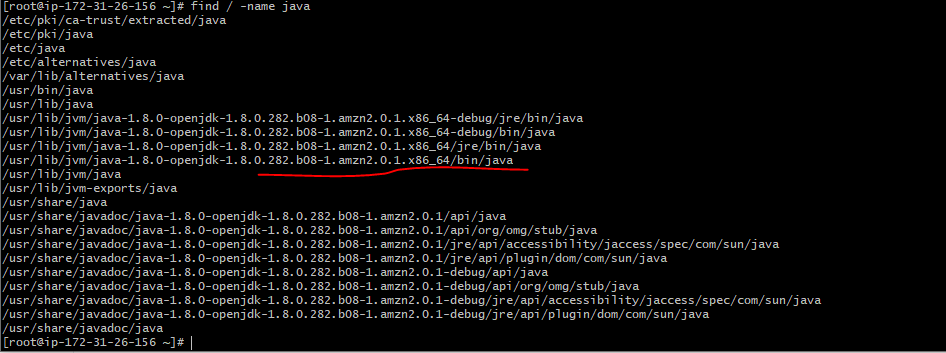 [root@ip-172-31-26-156 ~]# find / -name java
/etc/pki/ca-trust/extracted/java
/etc/pki/java
/etc/java
/etc/alternatives/java
/var/lib/alternatives/java
/usr/bin/java
/usr/lib/java
/usr/lib/jvm/java-1.8.0-openjdk-1.8.0.282.b08-1.amzn2.0.1.x86_64-debug/jre/bin/java
/usr/lib/jvm/java-1.8.0-openjdk-1.8.0.282.b08-1.amzn2.0.1.x86_64-debug/bin/java
/usr/lib/jvm/java-1.8.0-openjdk-1.8.0.282.b08-1.amzn2.0.1.x86_64/jre/bin/java
/usr/lib/jvm/java-1.8.0-openjdk-1.8.0.282.b08-1.amzn2.0.1.x86_64/bin/java
/usr/lib/jvm/java
/usr/lib/jvm-exports/java
/usr/share/java
/usr/share/javadoc/java-1.8.0-openjdk-1.8.0.282.b08-1.amzn2.0.1/api/java
/usr/share/javadoc/java-1.8.0-openjdk-1.8.0.282.b08-1.amzn2.0.1/api/org/omg/stub/java
/usr/share/javadoc/java-1.8.0-openjdk-1.8.0.282.b08-1.amzn2.0.1/jre/api/accessibility/jaccess/spec/com/sun/java
/usr/share/javadoc/java-1.8.0-openjdk-1.8.0.282.b08-1.amzn2.0.1/jre/api/plugin/dom/com/sun/java
/usr/share/javadoc/java-1.8.0-openjdk-1.8.0.282.b08-1.amzn2.0.1-debug/api/java
/usr/share/javadoc/java-1.8.0-openjdk-1.8.0.282.b08-1.amzn2.0.1-debug/api/org/omg/stub/java
/usr/share/javadoc/java-1.8.0-openjdk-1.8.0.282.b08-1.amzn2.0.1-debug/jre/api/accessibility/jaccess/spec/com/sun/java
/usr/share/javadoc/java-1.8.0-openjdk-1.8.0.282.b08-1.amzn2.0.1-debug/jre/api/plugin/dom/com/sun/java
/usr/share/javadoc/java
[root@ip-172-31-26-156 ~]#